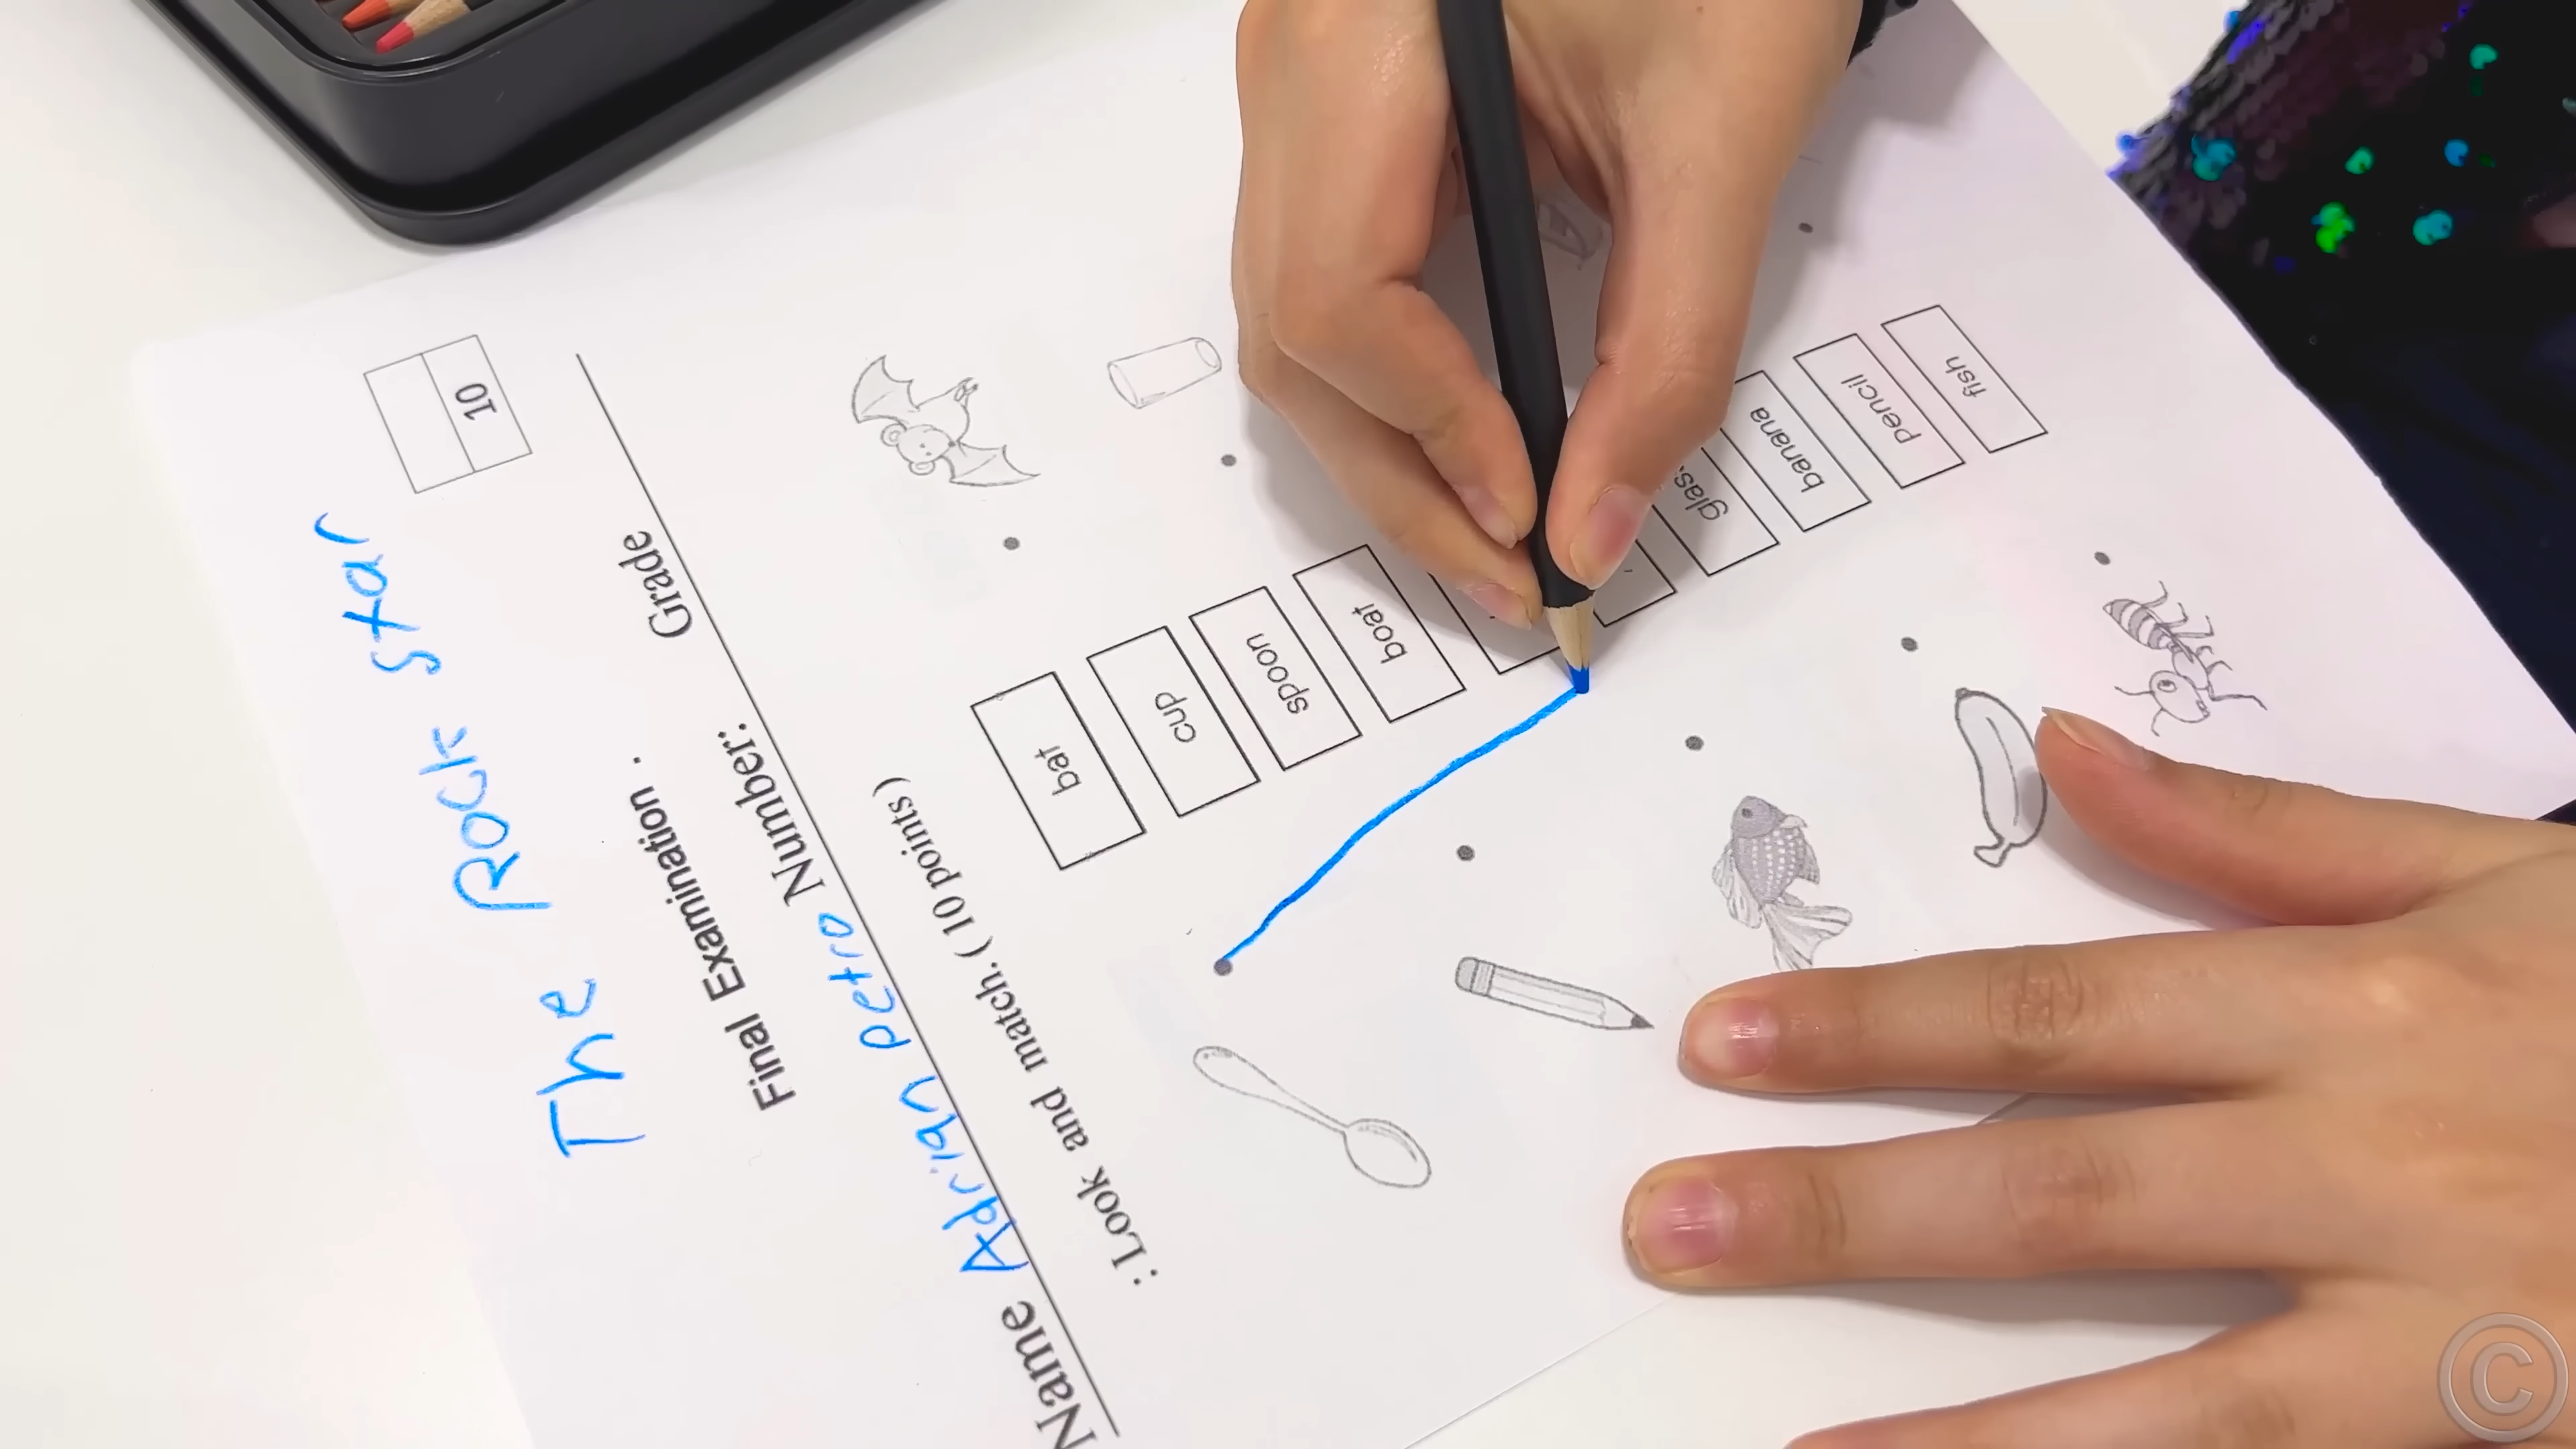 The Rock Star
10
Final Examination .
Grade
Name Adrian Petro Number:
: Look and match. ( 10 points )
bat
cup
spoon
boat
banana
pencil
fish
©